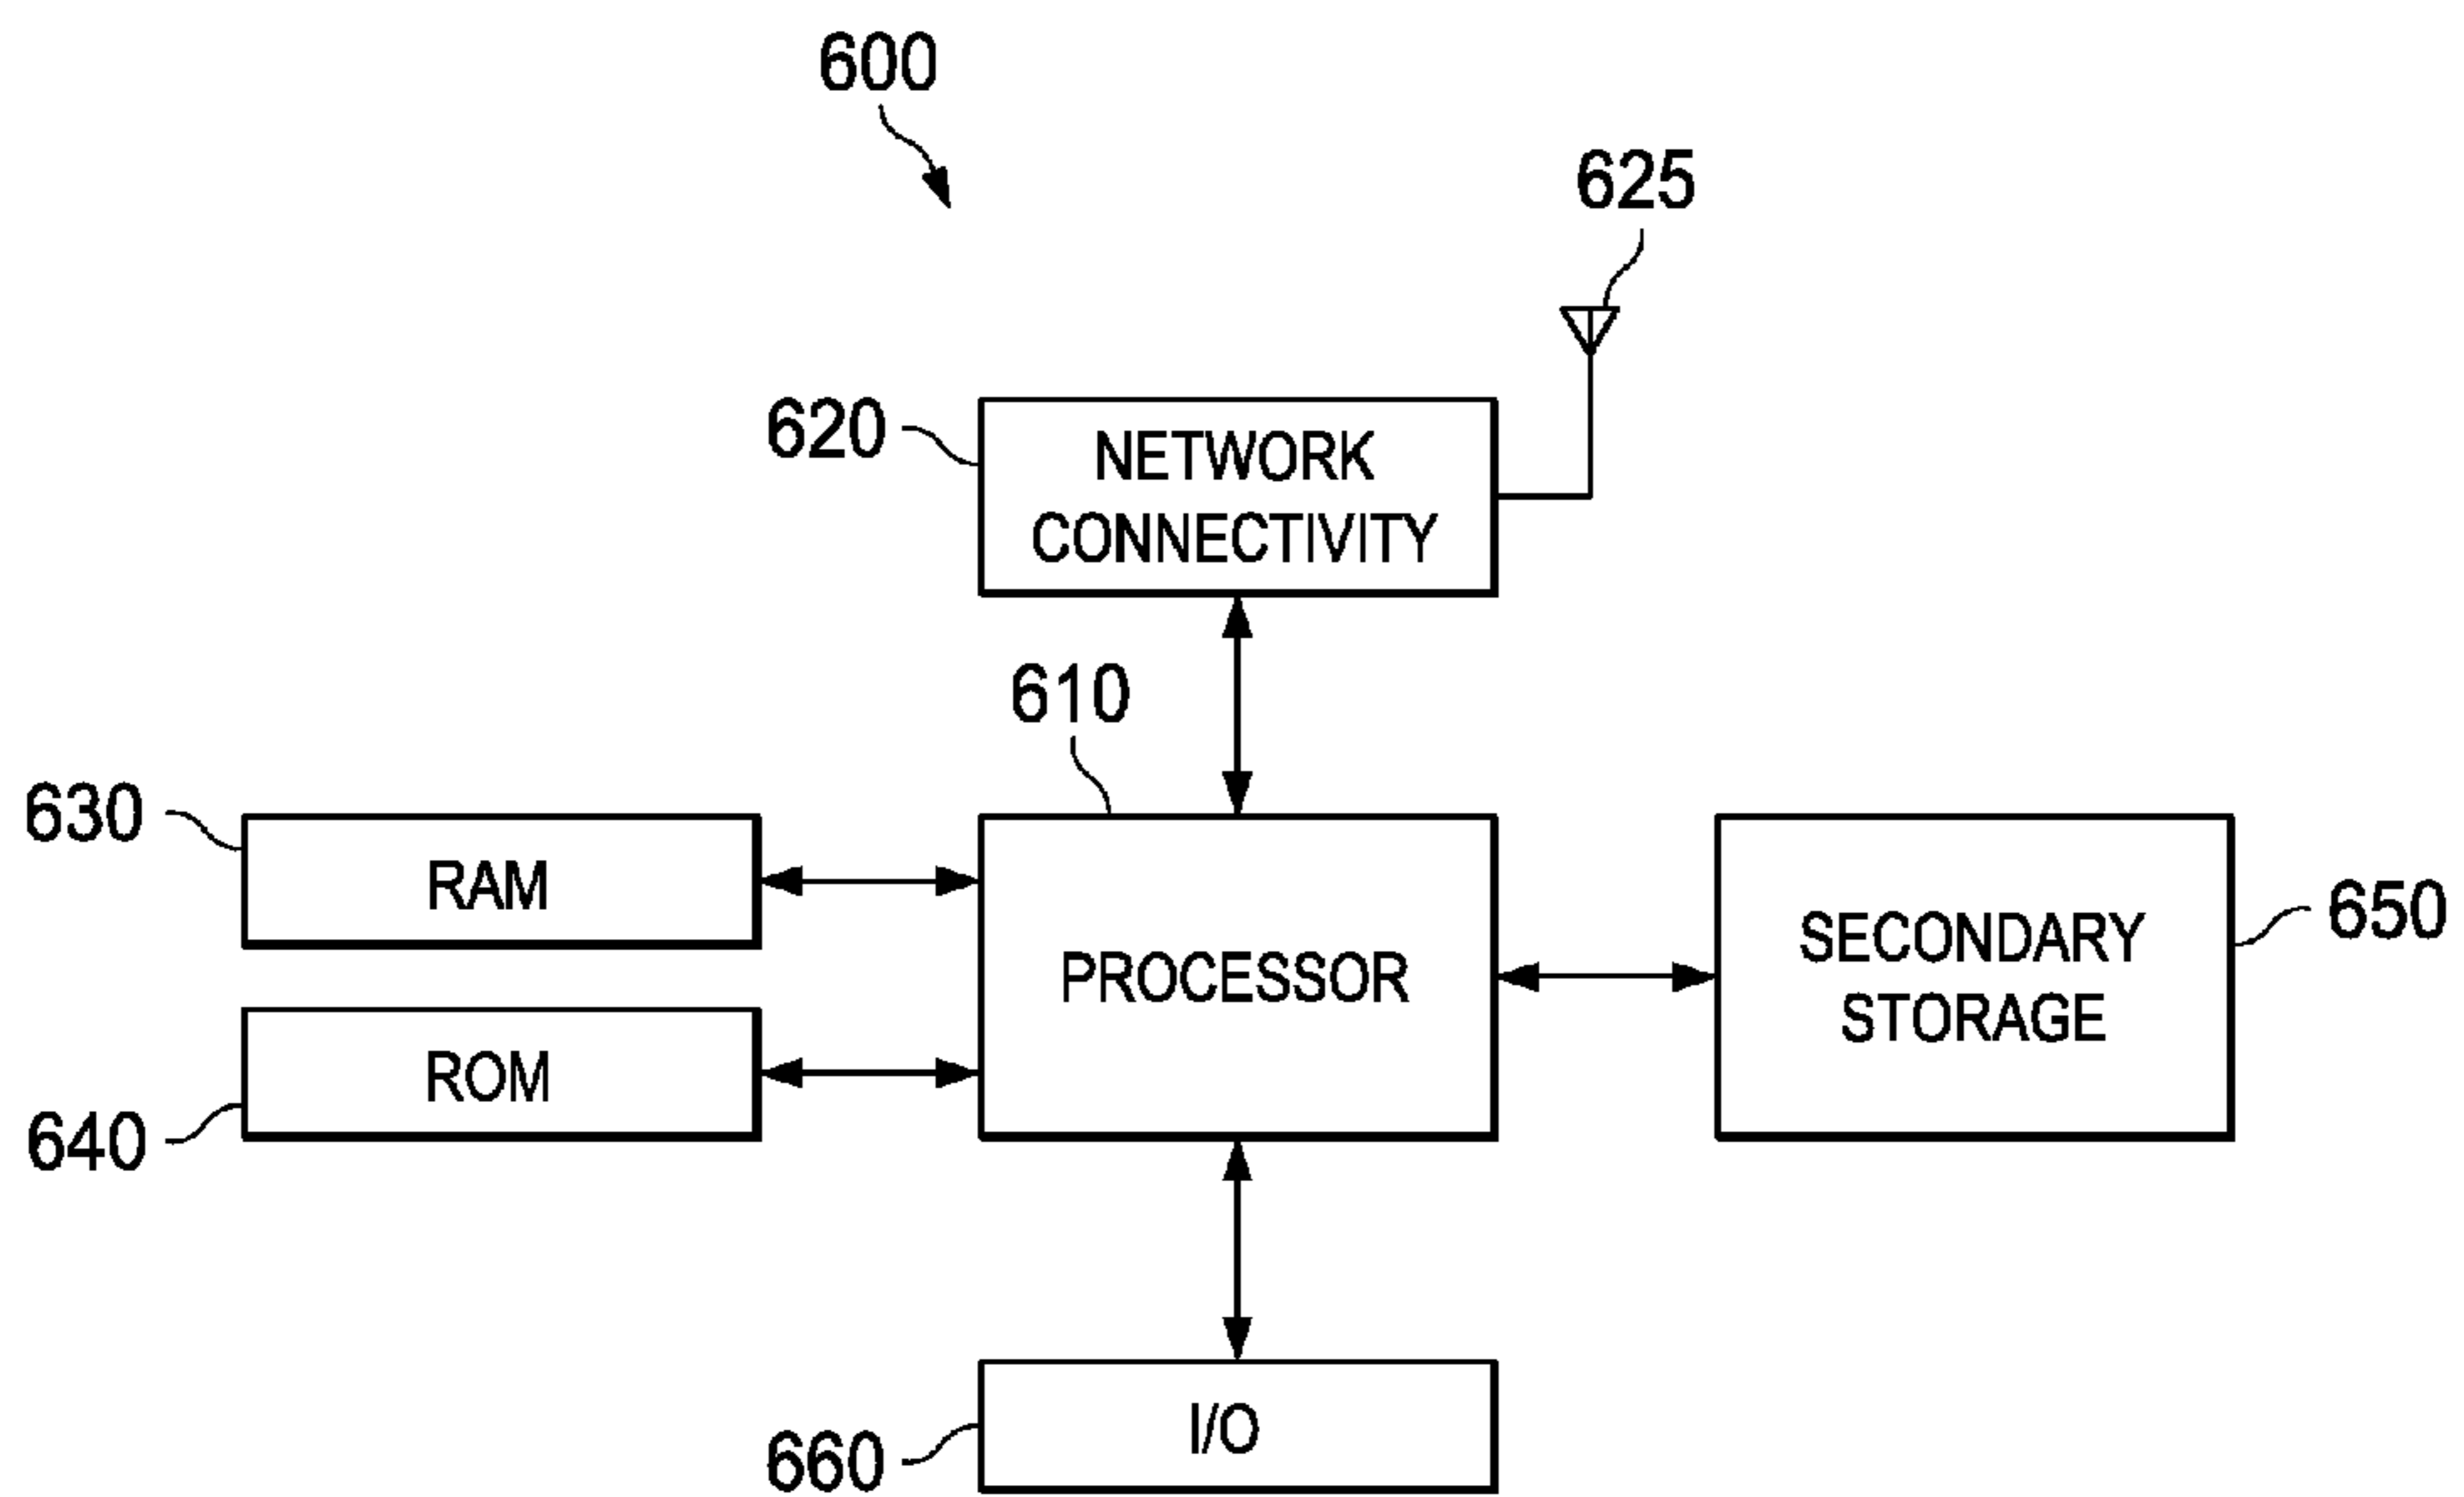 600
625
620
NETWORK
CONNECTIVITY
610
630
RAM
PROCESSOR
SECONDARY
STORAGE
650
ROM
640
I/O
660